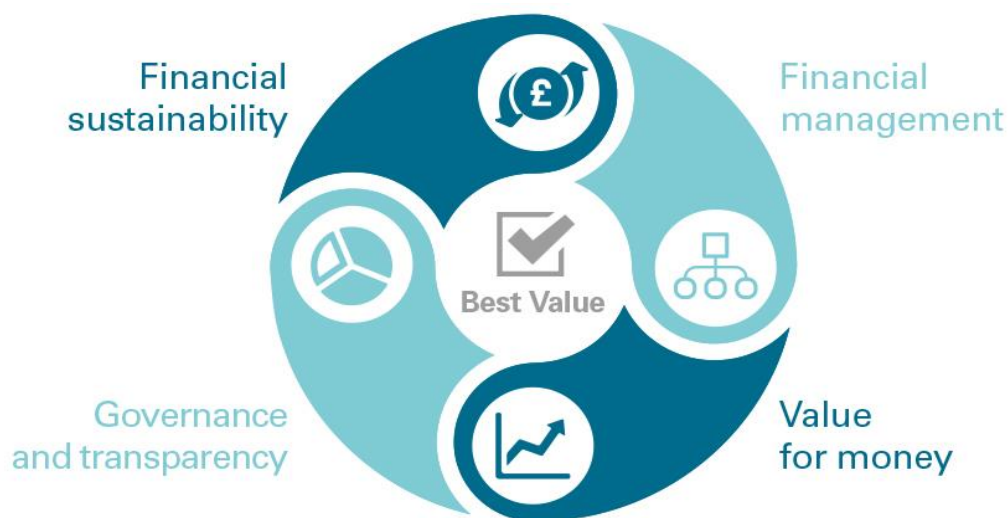 Financial
sustainability
Financial
management
£
Best Value
Governance
and transparency
Value
for money